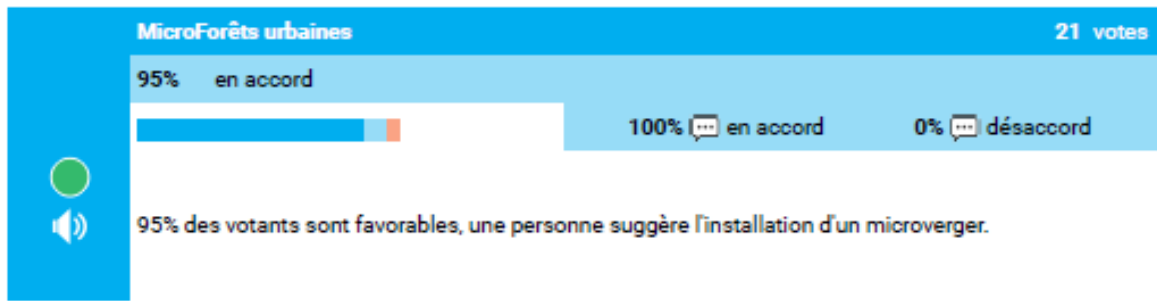 MicroForêts urbaines 21 votes
95% en accord
100% en accord 0% désaccord
95% des votants sont favorables, une personne suggère l'installation d'un microverger.